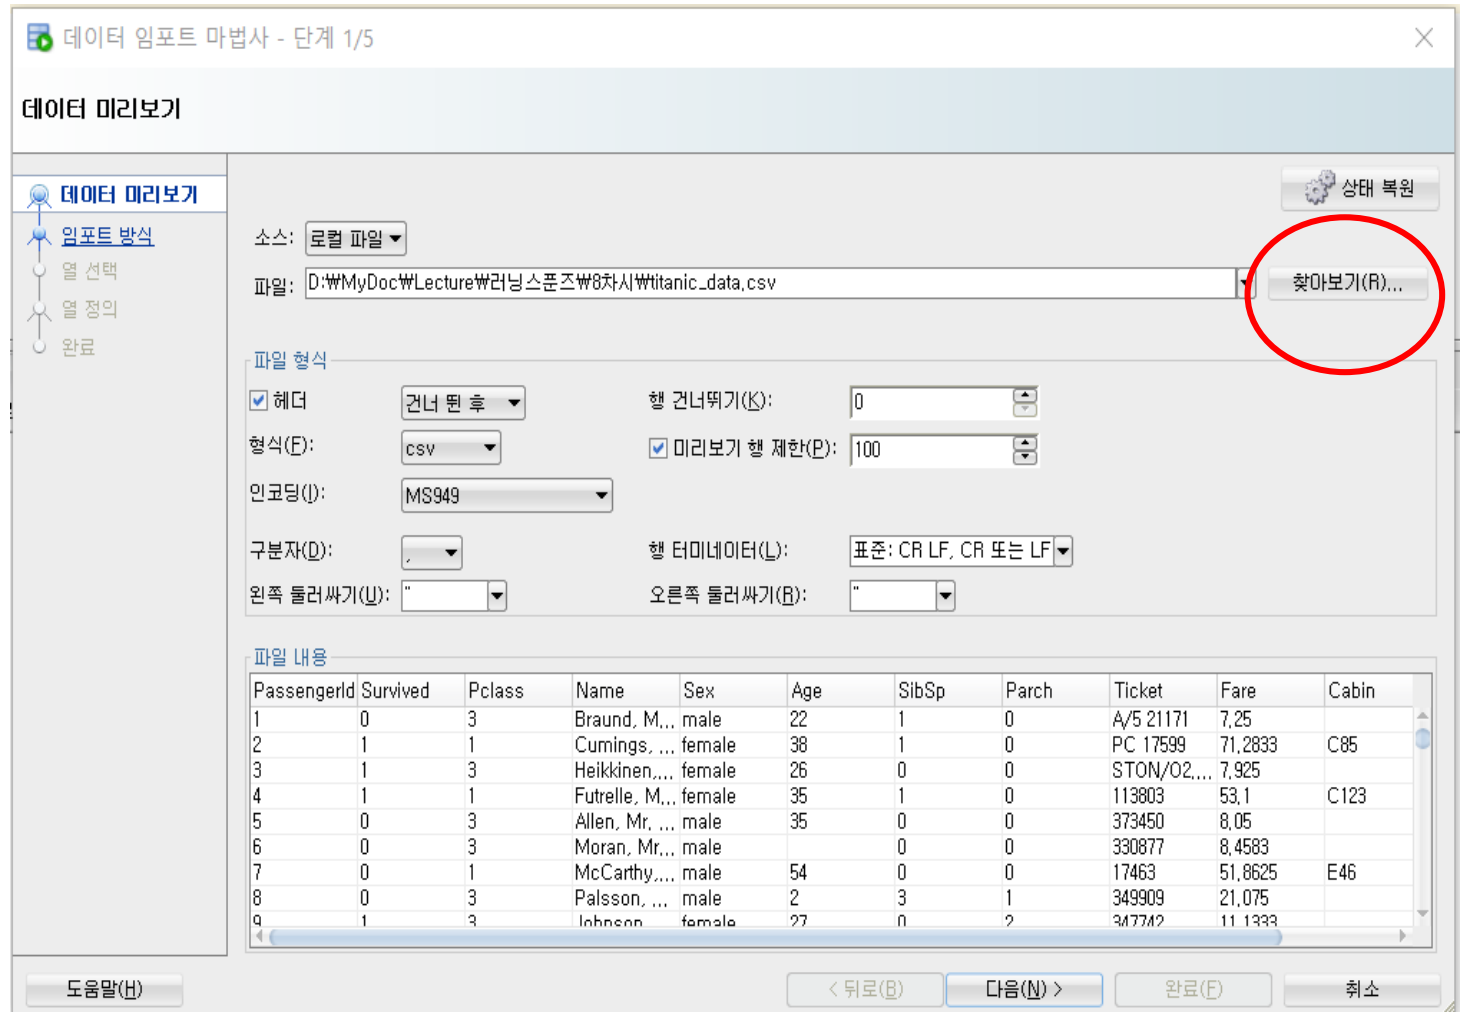 데이터 임포트 마법사 - 단계 1/5
데이터 미리보기
데이터 미리보기
임포트 방식
열 선택
열 정의
완료
상태 복원
소스: 로컬 파일
파일: D:₩MyDoc₩Lecture₩러닝스푼즈₩8차시₩titanic_data.csv 찾아보기(R)...
파일 형식
헤더 건너 뛴 후 행 건너뛰기(K): 0
형식(F): csv 미리보기 행 제한(P): 100
인코딩(I): MS949
구분자(D): , 행 터미네이터(L): 표준: CR LF, CR 또는 LF
왼쪽 둘러싸기(U): " 오른쪽 둘러싸기(R): "
파일 내용
PassengerId Survived Pclass Name Sex Age SibSp Parch Ticket Fare Cabin
1 0 3 Braund, M... male 22 1 0 A/5 21171 7.25
2 1 1 Cumings, ... female 38 1 0 PC 17599 71.2833 C85
3 1 3 Heikkinen,... female 26 0 0 STON/O2.... 7.925
4 1 1 Futrelle, M... female 35 1 0 113803 53.1 C123
5 0 3 Allen, Mr. ... male 35 0 0 373450 8.05
6 0 3 Moran, Mr... male 0 0 330877 8.4583
7 0 1 McCarthy,... male 54 0 0 17463 51.8625 E46
8 0 3 Palsson, ... male 2 3 1 349909 21.075
9 1 3 Johnson female 27 0 2 347742 11.1333
도움말(H) < 뒤로(B) 다음(N) > 완료(F) 취소